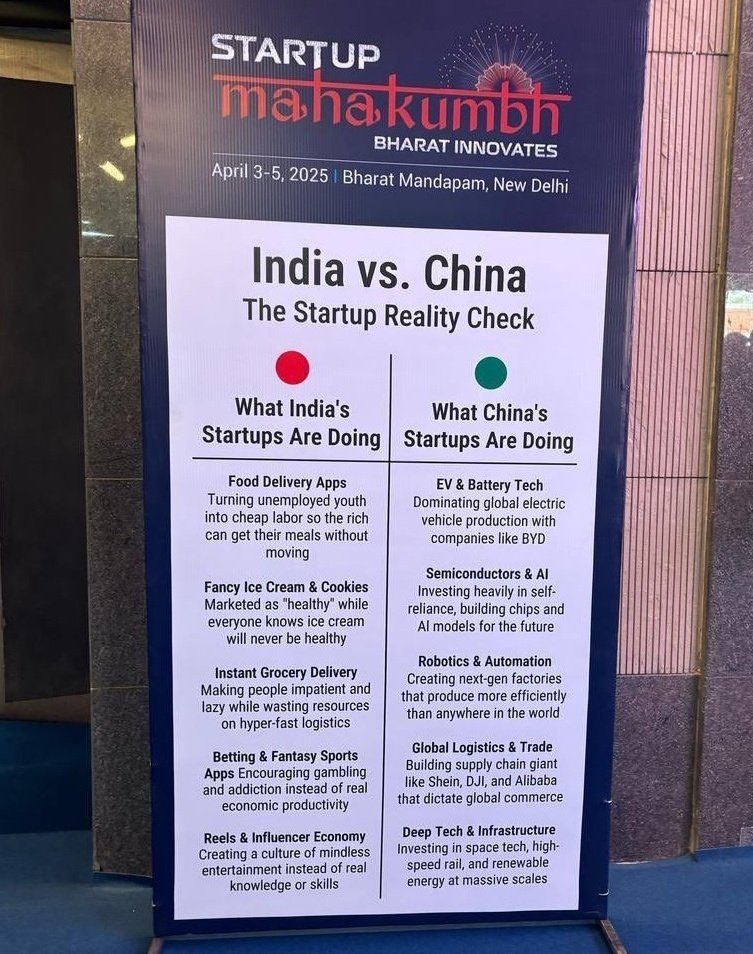 STARTUP
mahakumbh
BHARAT INNOVATES
April 3-5, 2025 | Bharat Mandapam, New Delhi
India vs. China
The Startup Reality Check
What India's
Startups Are Doing
Food Delivery Apps
Turning unemployed youth
into cheap labor so the rich
can get their meals without
moving
Fancy Ice Cream & Cookies
Marketed as "healthy" while
everyone knows ice cream
will never be healthy
Instant Grocery Delivery
Making people impatient and
lazy while wasting resources
on hyper-fast logistics
Betting & Fantasy Sports
Apps Encouraging gambling
and addiction instead of real
economic productivity
Reels & Influencer Economy
Creating a culture of mindless
entertainment instead of real
knowledge or skills
What China's
Startups Are Doing
EV & Battery Tech
Dominating global electric
vehicle production with
companies like BYD
Semiconductors & AI
Investing heavily in self-
reliance, building chips and
AI models for the future
Robotics & Automation
Creating next-gen factories
that produce more efficiently
than anywhere in the world
Global Logistics & Trade
Building supply chain giant
like Shein, DJI, and Alibaba
that dictate global commerce
Deep Tech & Infrastructure
Investing in space tech, high-
speed rail, and renewable
energy at massive scales